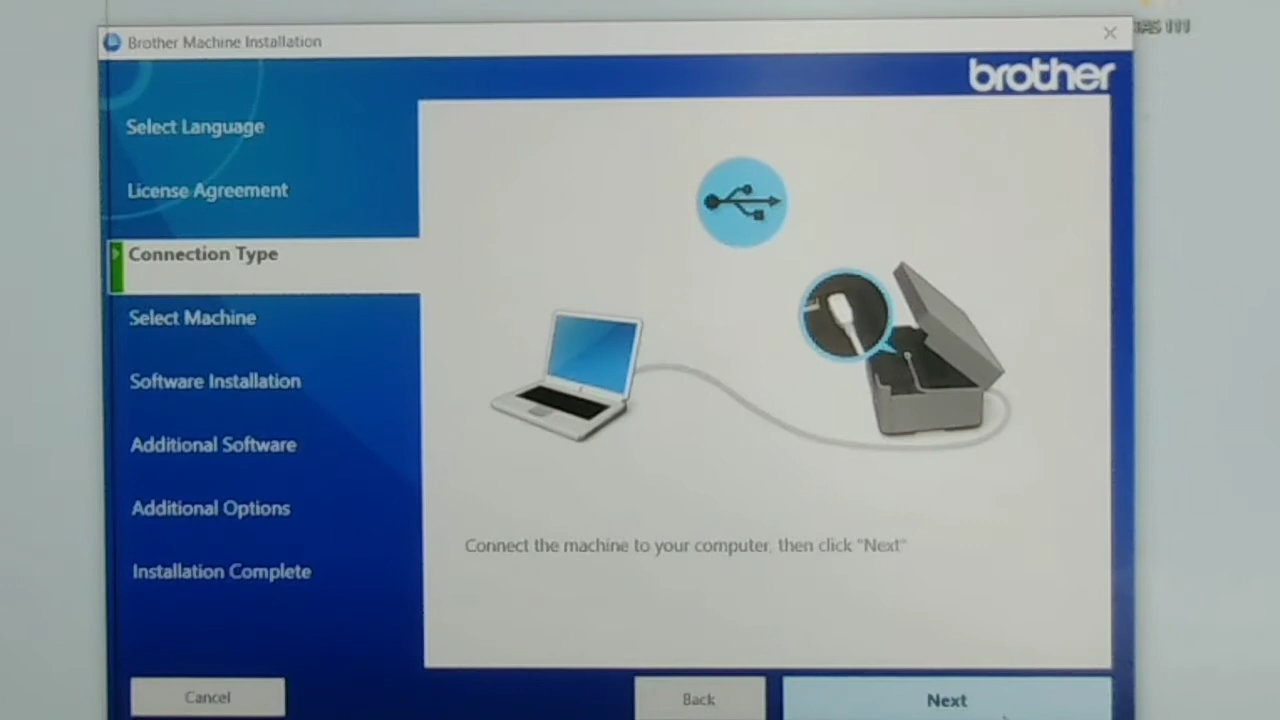 Brother Machine Installation
brother
Select Language
License Agreement
Connection Type
Select Machine
Software Installation
Additional Software
Additional Options
Installation Complete
Connect the machine to your computer, then click "Next"
Cancel
Back
Next